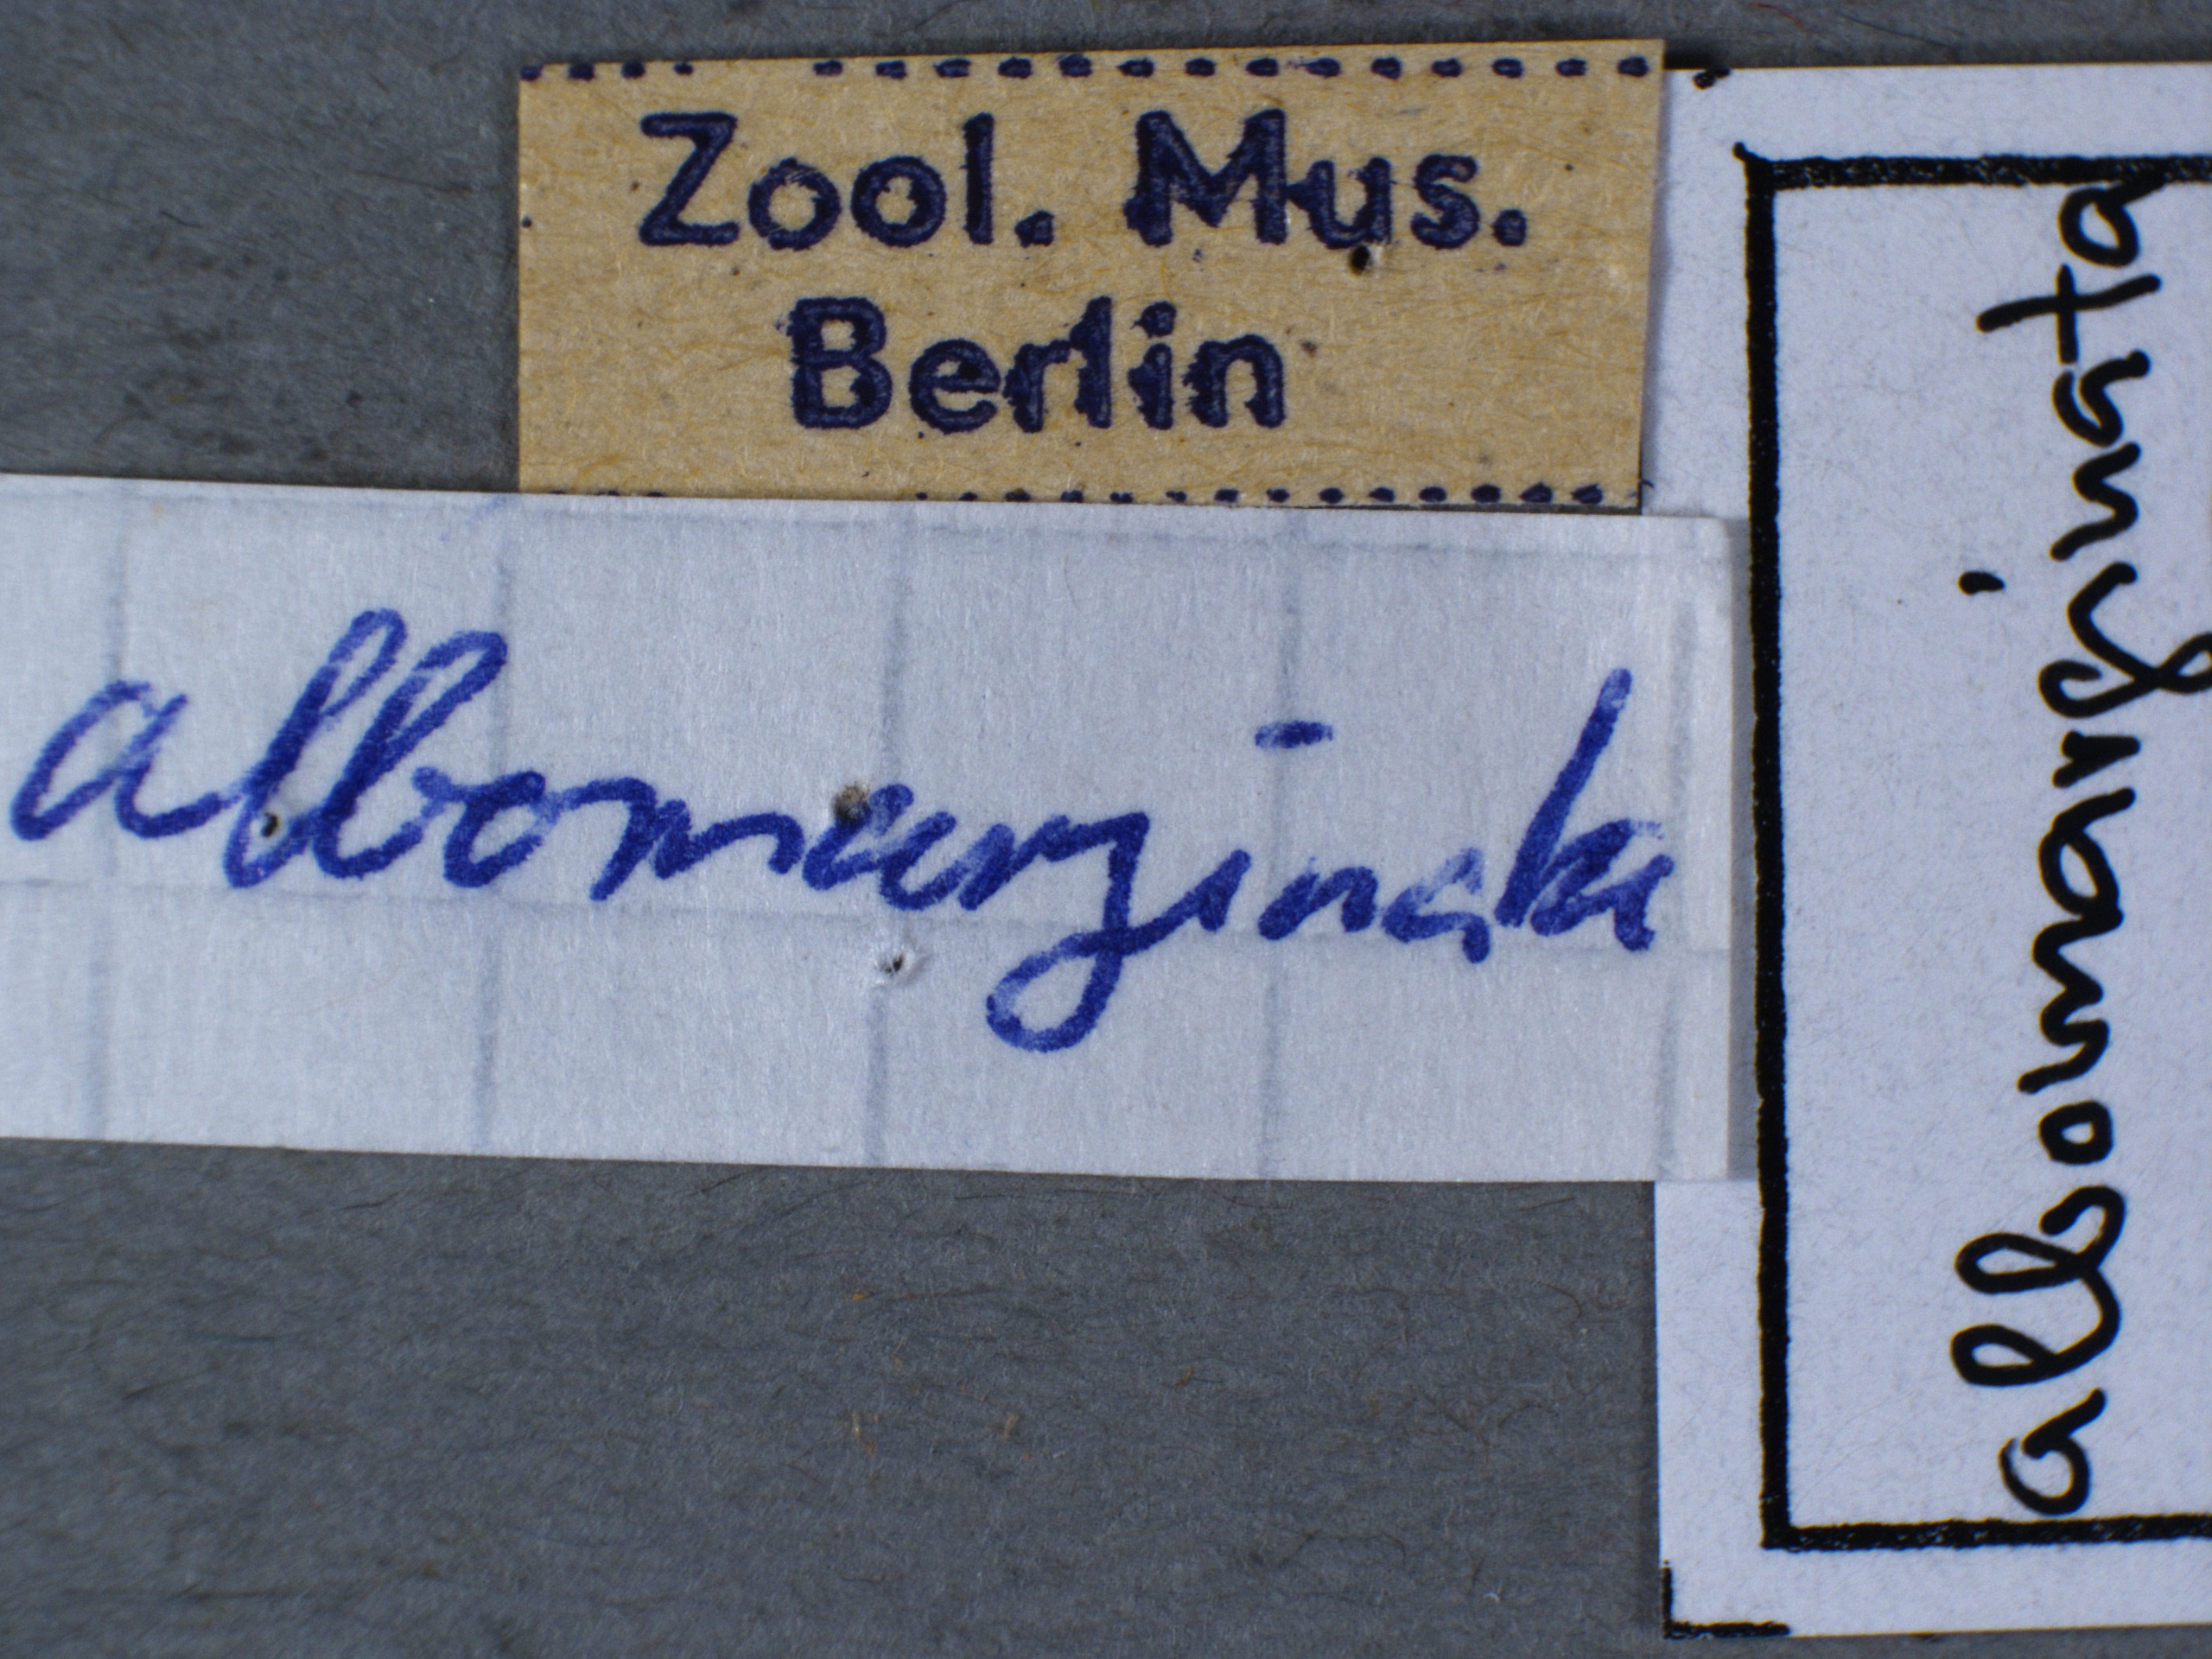 Zool. Mus.
Berlin
albomarginata
albomarginata